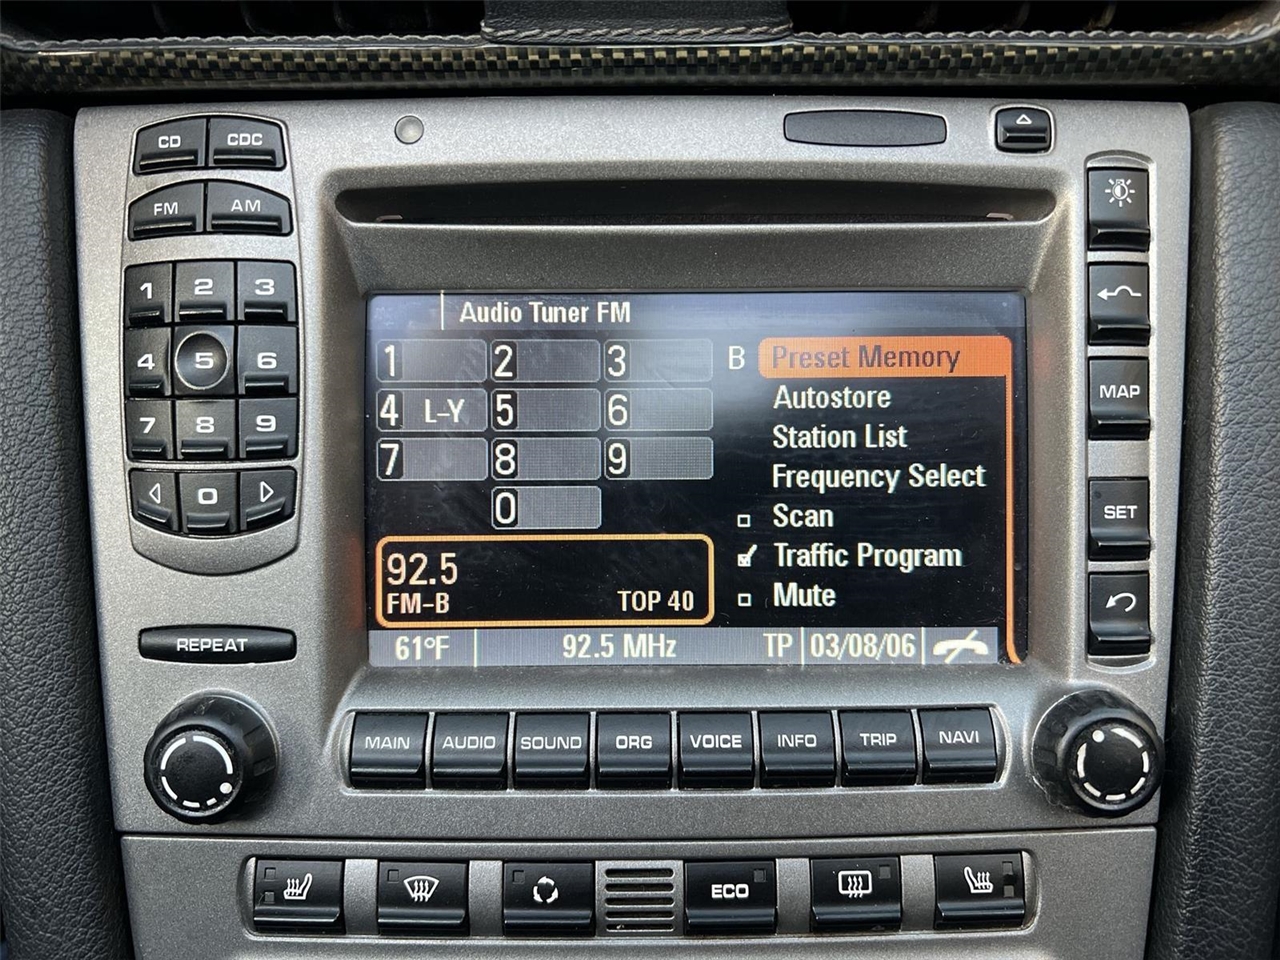 CD CDC
FM AM
1 2 3
4 5 6
7 8 9
0
REPEAT
Audio Tuner FM
1 2 3
4 L-Y 5 6
7 8 9
0
92.5
FM-B TOP 40
B Preset Memory
Autostore
Station List
Frequency Select
Scan
Traffic Program
Mute
61°F 92.5 MHz TP 03/08/06
MAP
SET
MAIN AUDIO SOUND ORG VOICE INFO TRIP NAVI
ECO